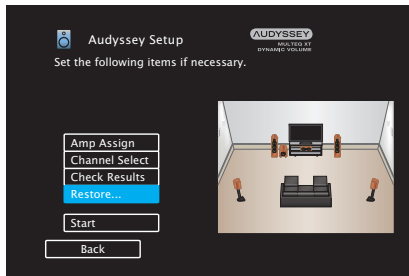 Audyssey Setup
AUDYSSEY
MULTEQ XT
DYNAMIC VOLUME
Set the following items if necessary.
Amp Assign
Channel Select
Check Results
Restore...
Start
Back